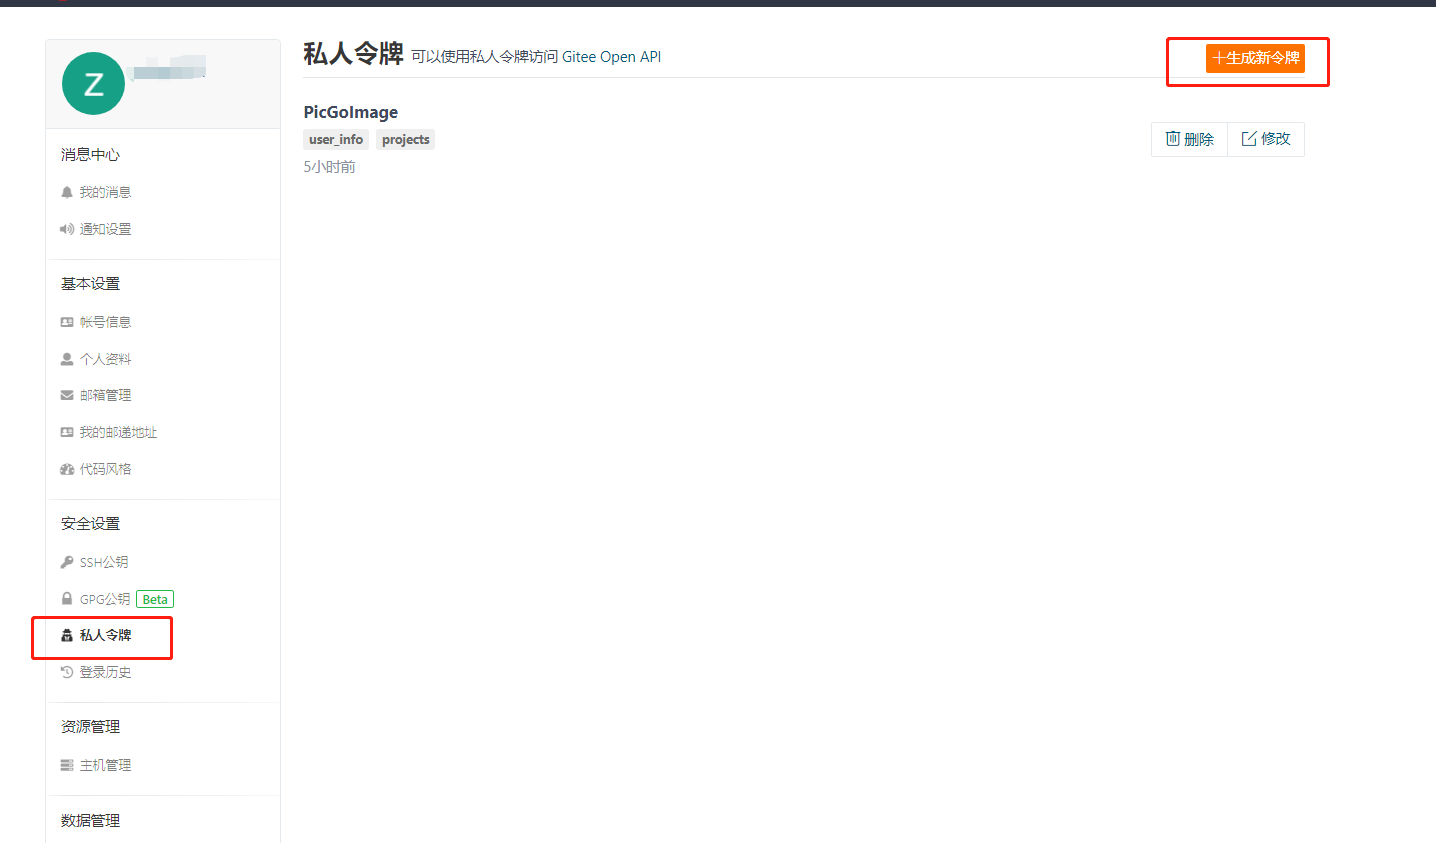 Z
消息中心
我的消息
通知设置
基本设置
帐号信息
个人资料
邮箱管理
我的邮递地址
代码风格
安全设置
SSH公钥
GPG公钥 Beta
私人令牌
登录历史
资源管理
主机管理
数据管理
私人令牌 可以使用私人令牌访问 Gitee Open API
+生成新令牌
PicGoImage
user_info projects
5小时前
删除 修改